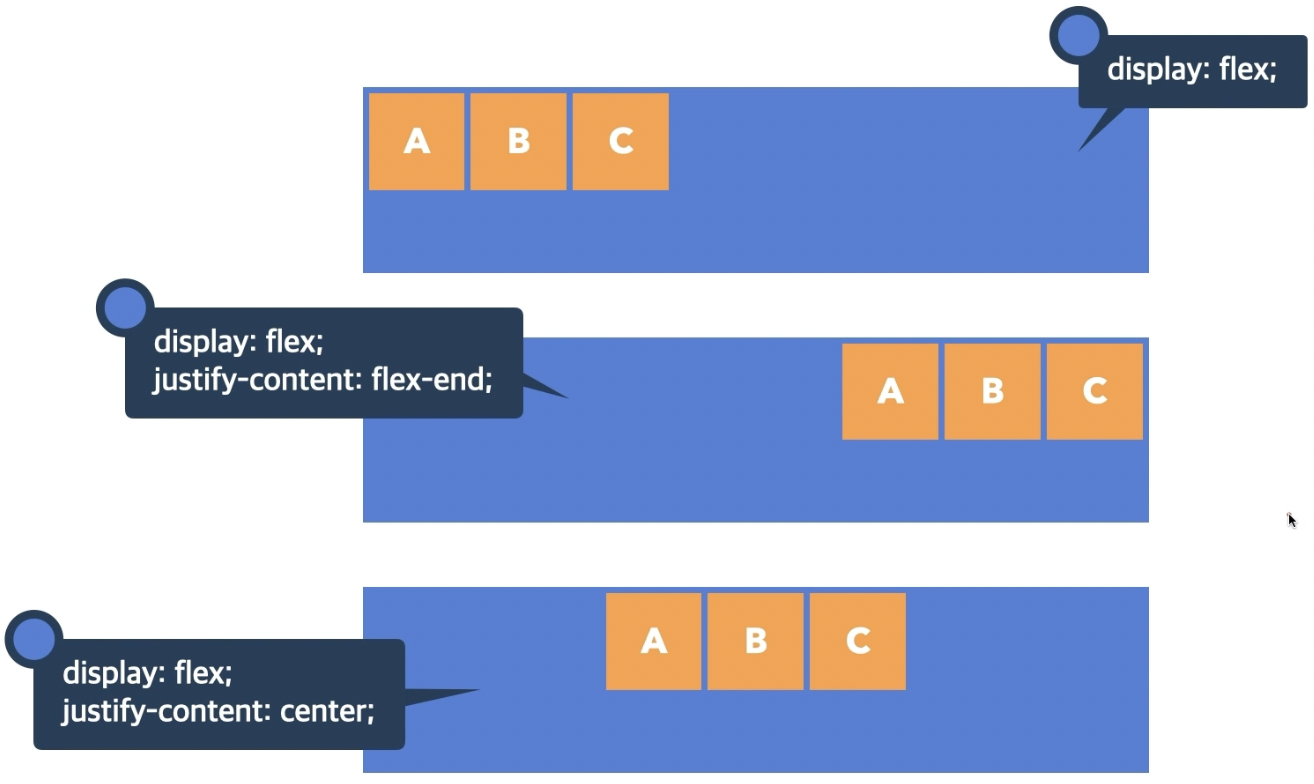 display: flex;
A B C
display: flex;
justify-content: flex-end;
A B C
display: flex;
justify-content: center;
A B C